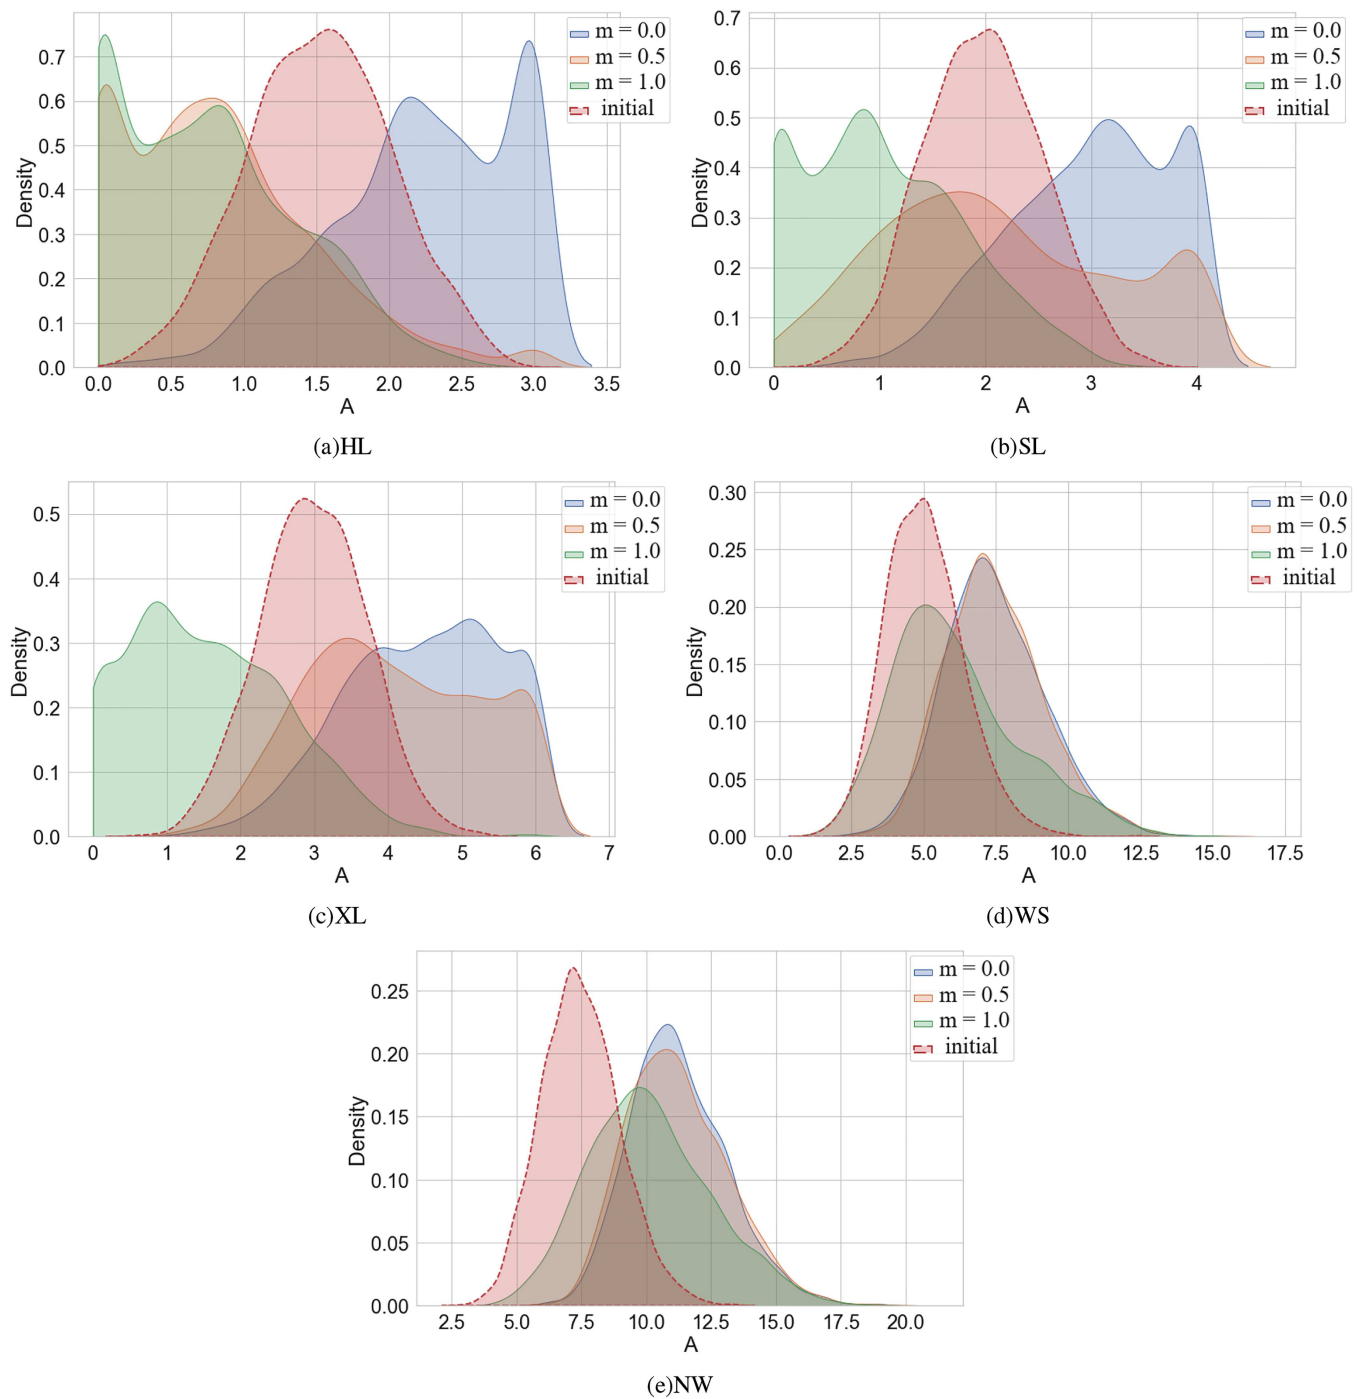 Density
0.7
0.6
0.5
0.4
0.3
0.2
0.1
0.0
0.0 0.5 1.0 1.5 2.0 2.5 3.0 3.5
A
m = 0.0
m = 0.5
m = 1.0
initial
(a)HL
Density
0.7
0.6
0.5
0.4
0.3
0.2
0.1
0.0
0 1 2 3 4
A
m = 0.0
m = 0.5
m = 1.0
initial
(b)SL
Density
0.5
0.4
0.3
0.2
0.1
0.0
0 1 2 3 4 5 6 7
A
m = 0.0
m = 0.5
m = 1.0
initial
(c)XL
Density
0.30
0.25
0.20
0.15
0.10
0.05
0.00
0.0 2.5 5.0 7.5 10.0 12.5 15.0 17.5
A
m = 0.0
m = 0.5
m = 1.0
initial
(d)WS
Density
0.25
0.20
0.15
0.10
0.05
0.00
2.5 5.0 7.5 10.0 12.5 15.0 17.5 20.0
A
m = 0.0
m = 0.5
m = 1.0
initial
(e)NW